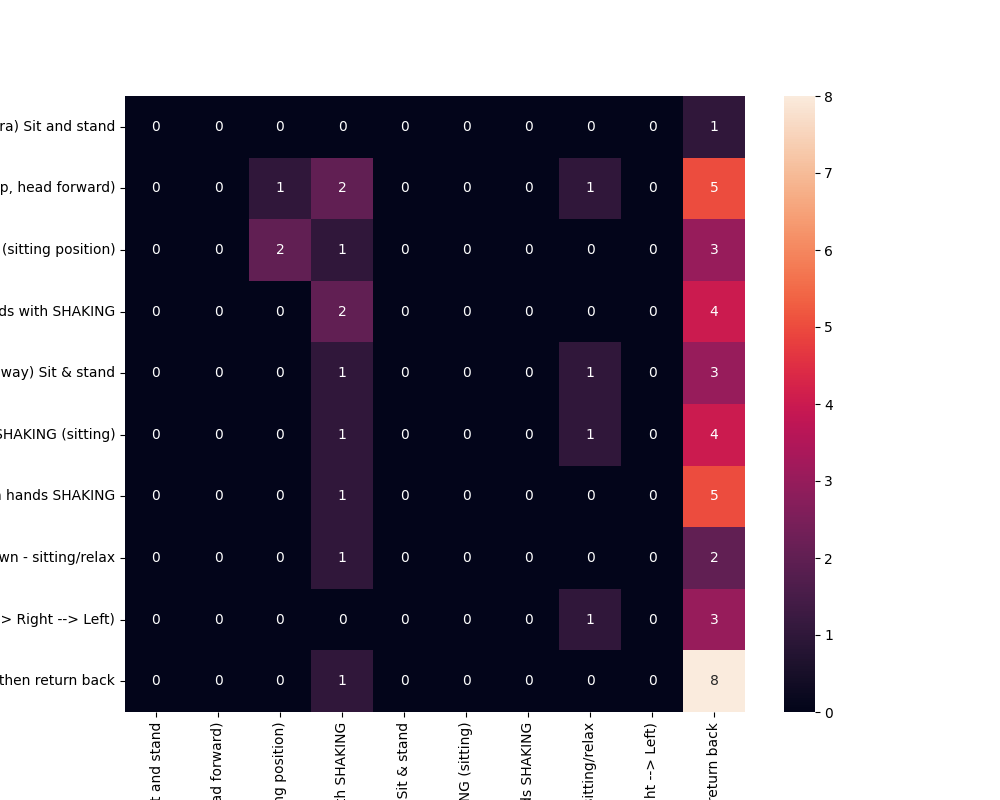 8
ra) Sit and stand 0 0 0 0 0 0 0 0 0 1
7
p, head forward) 0 0 1 2 0 0 0 1 0 5
6
(sitting position) 0 0 2 1 0 0 0 0 0 3
5
ds with SHAKING 0 0 0 2 0 0 0 0 0 4
4
way) Sit & stand 0 0 0 1 0 0 0 1 0 3
SHAKING (sitting) 0 0 0 1 0 0 0 1 0 4
3
hands SHAKING 0 0 0 1 0 0 0 0 0 5
2
wn - sitting/relax 0 0 0 1 0 0 0 0 0 2
1
> Right --> Left) 0 0 0 0 0 0 0 1 0 3
then return back 0 0 0 1 0 0 0 0 0 8
0
t and stand
ad forward)
ng position)
th SHAKING
Sit & stand
NG (sitting)
ds SHAKING
sitting/relax
ht --> Left)
return back